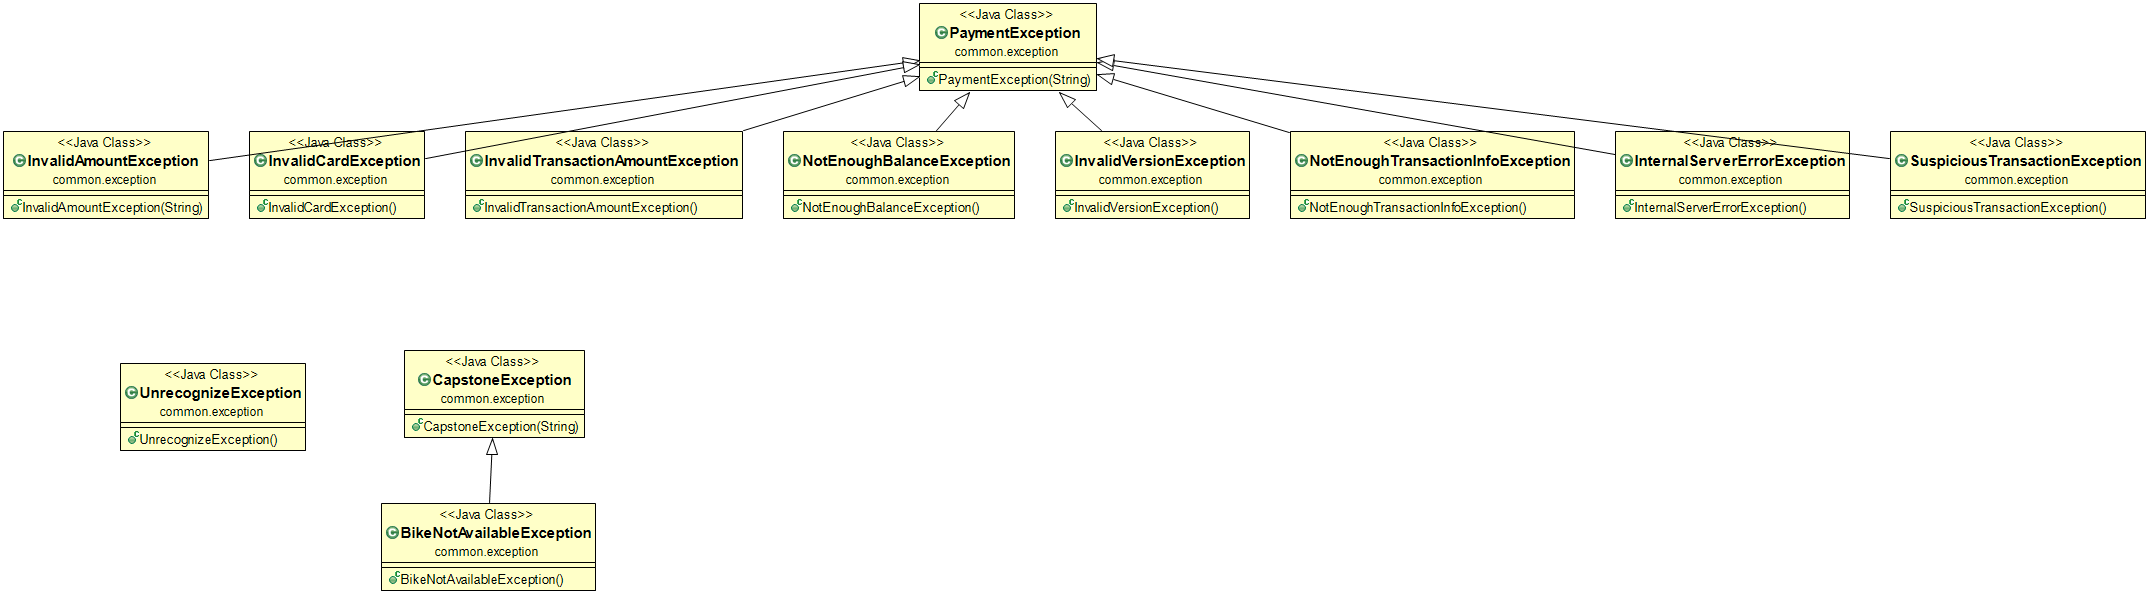 <<Java Class>>
PaymentException
common.exception
PaymentException(String)
<<Java Class>>
InvalidAmountException
common.exception
InvalidAmountException(String)
<<Java Class>>
InvalidCardException
common.exception
InvalidCardException()
<<Java Class>>
InvalidTransactionAmountException
common.exception
InvalidTransactionAmountException()
<<Java Class>>
NotEnoughBalanceException
common.exception
NotEnoughBalanceException()
<<Java Class>>
InvalidVersionException
common.exception
InvalidVersionException()
<<Java Class>>
NotEnoughTransactionInfoException
common.exception
NotEnoughTransactionInfoException()
<<Java Class>>
InternalServerErrorException
common.exception
InternalServerErrorException()
<<Java Class>>
SuspiciousTransactionException
common.exception
SuspiciousTransactionException()
<<Java Class>>
UnrecognizeException
common.exception
UnrecognizeException()
<<Java Class>>
CapstoneException
common.exception
CapstoneException(String)
<<Java Class>>
BikeNotAvailableException
common.exception
BikeNotAvailableException()